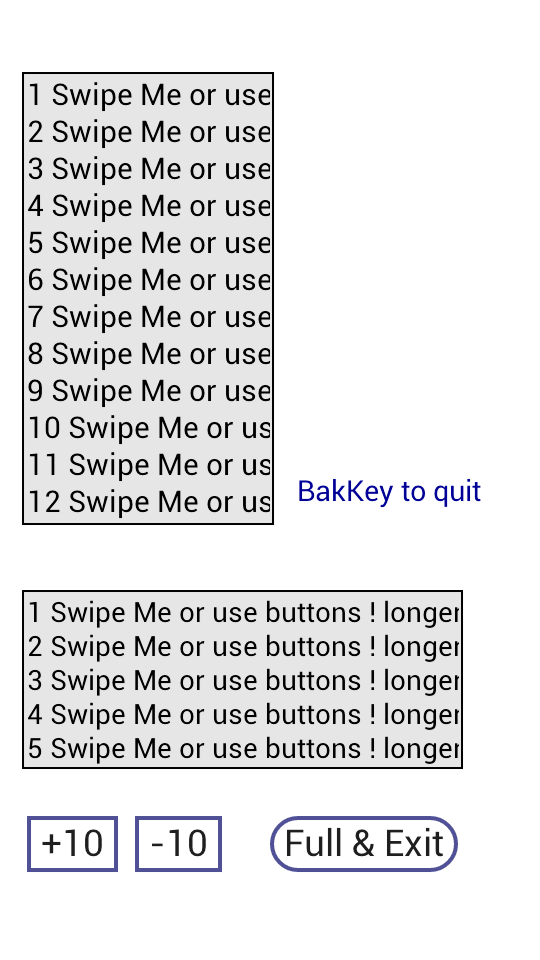 1 Swipe Me or use
2 Swipe Me or use
3 Swipe Me or use
4 Swipe Me or use
5 Swipe Me or use
6 Swipe Me or use
7 Swipe Me or use
8 Swipe Me or use
9 Swipe Me or use
10 Swipe Me or us
11 Swipe Me or us
12 Swipe Me or us
BakKey to quit
1 Swipe Me or use buttons ! longer
2 Swipe Me or use buttons ! longer
3 Swipe Me or use buttons ! longer
4 Swipe Me or use buttons ! longer
5 Swipe Me or use buttons ! longer
+10 -10 Full & Exit